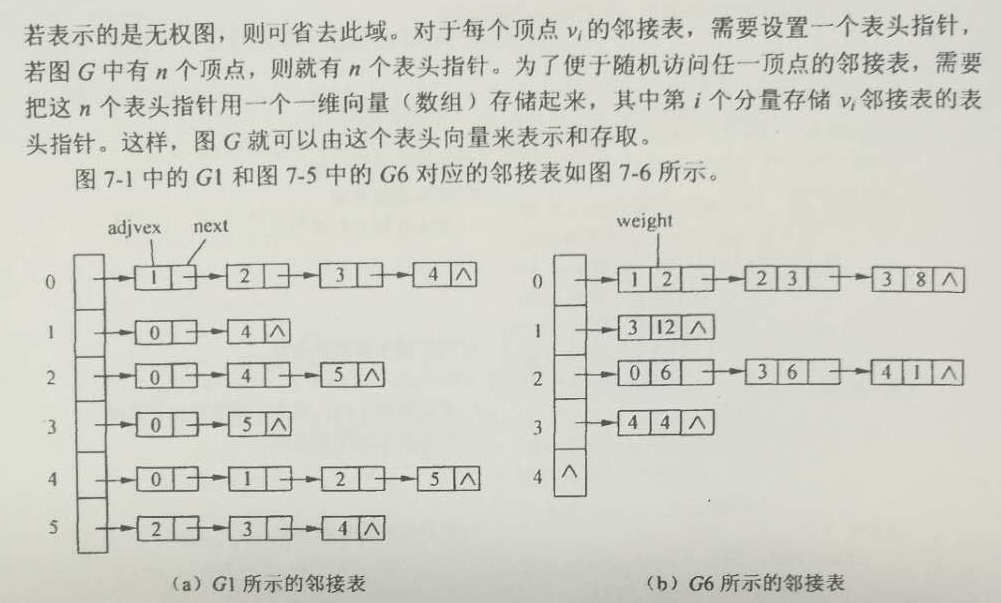 若表示的是无权图，则可省去此域。对于每个顶点 vi 的邻接表，需要设置一个表头指针，
若图 G 中有 n 个顶点，则就有 n 个表头指针。为了便于随机访问任一顶点的邻接表，需要
把这 n 个表头指针用一个一维向量（数组）存储起来，其中第 i 个分量存储 vi 邻接表的表
头指针。这样，图 G 就可以由这个表头向量来表示和存取。
图 7-1 中的 G1 和图 7-5 中的 G6 对应的邻接表如图 7-6 所示。
adjvex next
0 1 2 3 4 ∧
1 0 4 ∧
2 0 4 5 ∧
3 0 5 ∧
4 0 1 2 5 ∧
5 2 3 4 ∧
(a) G1 所示的邻接表
weight
0 1 2 2 3 3 8 ∧
1 3 12 ∧
2 0 6 3 6 4 1 ∧
3 4 4 ∧
4 ∧
(b) G6 所示的邻接表